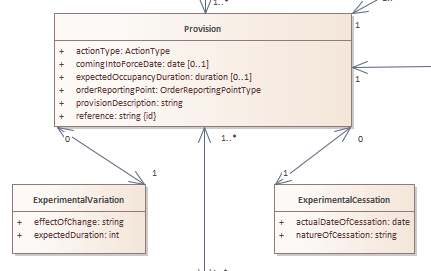 1..*
1
Provision
+ actionType: ActionType
+ comingIntoForceDate: date [0..1]
+ expectedOccupancyDuration: duration [0..1]
+ orderReportingPoint: OrderReportingPointType
+ provisionDescription: string
+ reference: string {id}
1
0
1..*
0
1
1
ExperimentalVariation
+ effectOfChange: string
+ expectedDuration: int
ExperimentalCessation
+ actualDateOfCessation: date
+ natureOfCessation: string